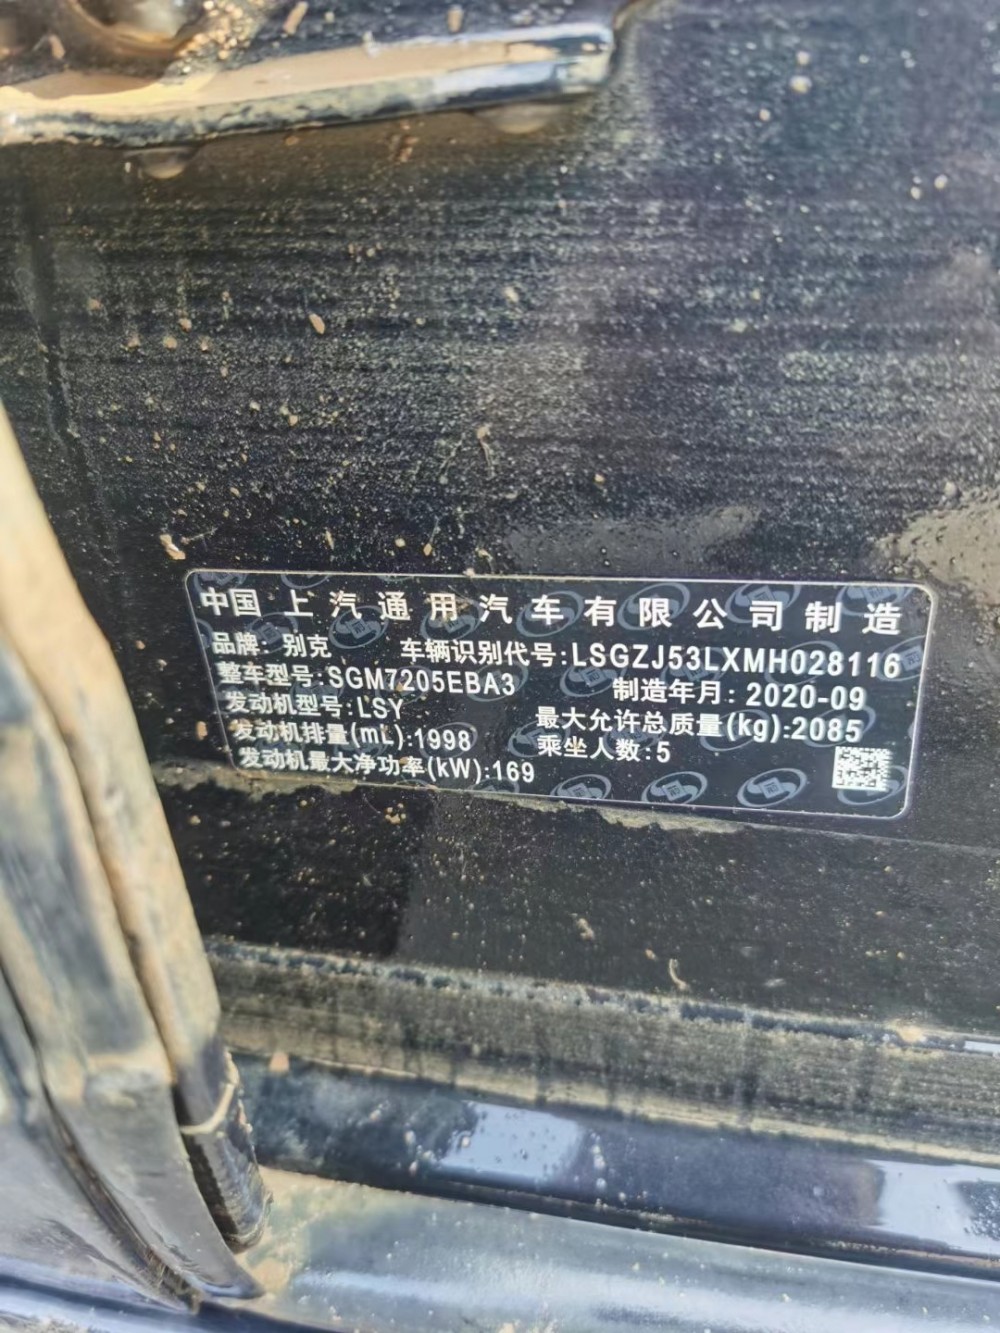 中国上汽通用汽车有限公司制造
品牌: 别克 车辆识别代号:LSGZJ53LXMH028116
整车型号:SGM7205EBA3 制造年月: 2020-09
发动机型号:LSY 最大允许总质量(kg):2085
发动机排量(mL):1998 乘坐人数:5
发动机最大净功率(kW):169